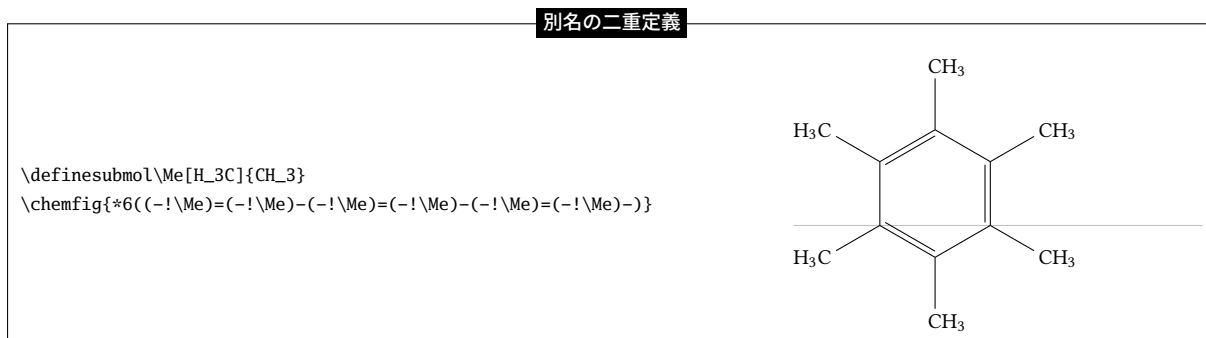 別名の二重定義
\definesubmol\Me[H_3C]{CH_3}
\chemfig{*6((-!\Me)=(-!\Me)-(-!\Me)=(-!\Me)-(-!\Me)=(-!\Me)-)}
CH₃
H₃C
CH₃
H₃C
CH₃
CH₃